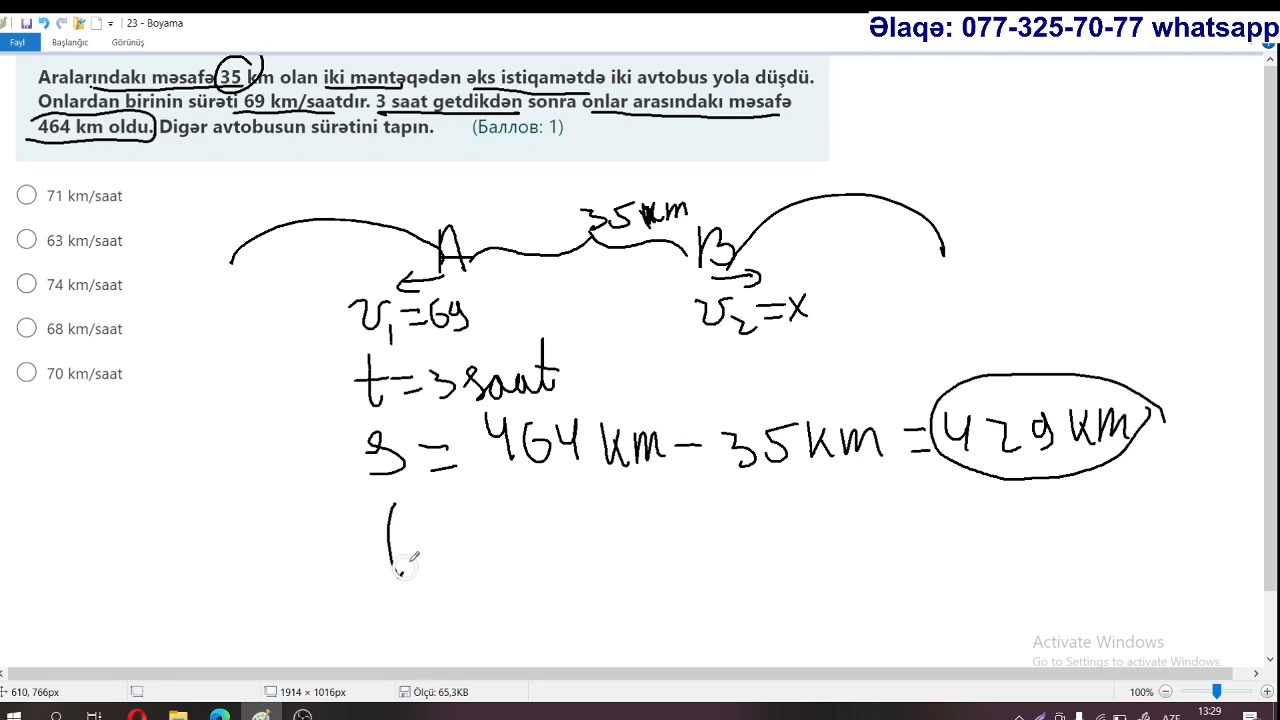 23 - Boyama
Əlaqə: 077-325-70-77 whatsapp
Fayl Başlanğıc Görünüş
Aralarındakı məsafə 35 km olan iki məntəqədən əks istiqamətdə iki avtobus yola düşdü.
Onlardan birinin sürəti 69 km/saatdır. 3 saat getdikdən sonra onlar arasındakı məsafə
464 km oldu. Digər avtobusun sürətini tapın. (Баллов: 1)
71 km/saat
63 km/saat
74 km/saat
68 km/saat
70 km/saat
35 km
A B
v₁=69 v₂=x
t=3 saat
S = 464 km - 35 km = 429 km
(
Activate Windows
Go to Settings to activate Windows.
610, 766px 1914 × 1016px Ölçü: 65,3KB 100%
AZE 13:29